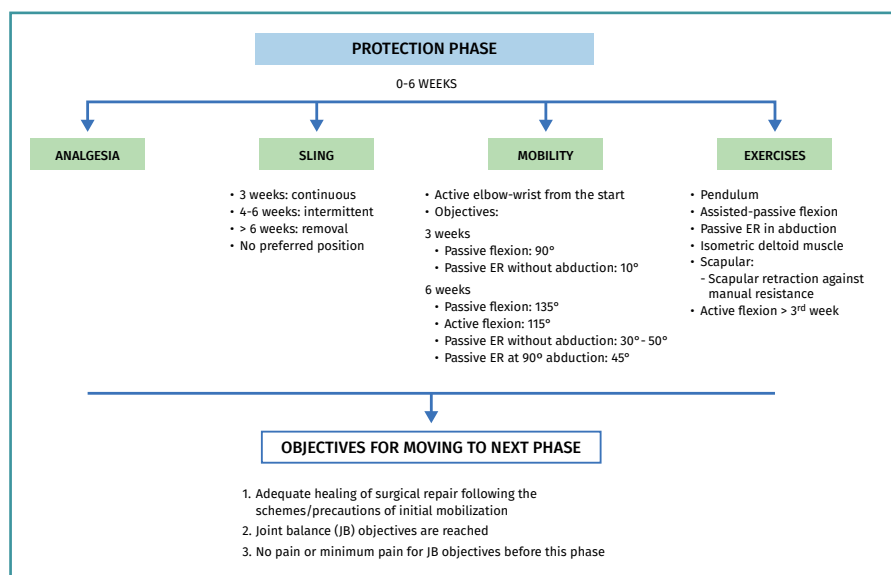 PROTECTION PHASE
0-6 WEEKS
ANALGESIA
SLING
• 3 weeks: continuous
• 4-6 weeks: intermittent
• > 6 weeks: removal
• No preferred position
MOBILITY
• Active elbow-wrist from the start
• Objectives:
3 weeks
• Passive flexion: 90°
• Passive ER without abduction: 10°
6 weeks
• Passive flexion: 135°
• Active flexion: 115°
• Passive ER without abduction: 30°- 50°
• Passive ER at 90º abduction: 45°
EXERCISES
• Pendulum
• Assisted-passive flexion
• Passive ER in abduction
• Isometric deltoid muscle
• Scapular:
- Scapular retraction against
manual resistance
• Active flexion > 3rd week
OBJECTIVES FOR MOVING TO NEXT PHASE
1. Adequate healing of surgical repair following the
schemes/precautions of initial mobilization
2. Joint balance (JB) objectives are reached
3. No pain or minimum pain for JB objectives before this phase